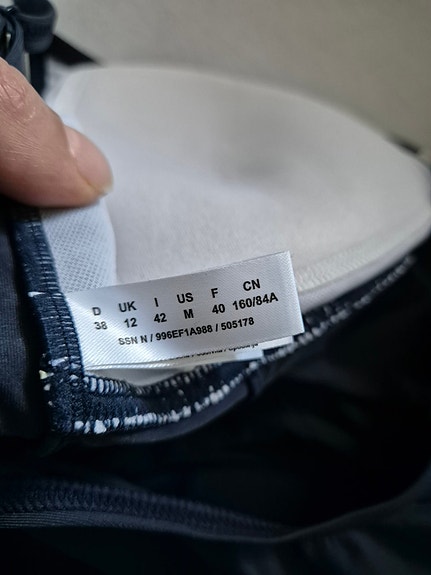 D UK I US F CN
38 12 42 M 40 160/84A
SSN N / 996EF1A988 / 505178